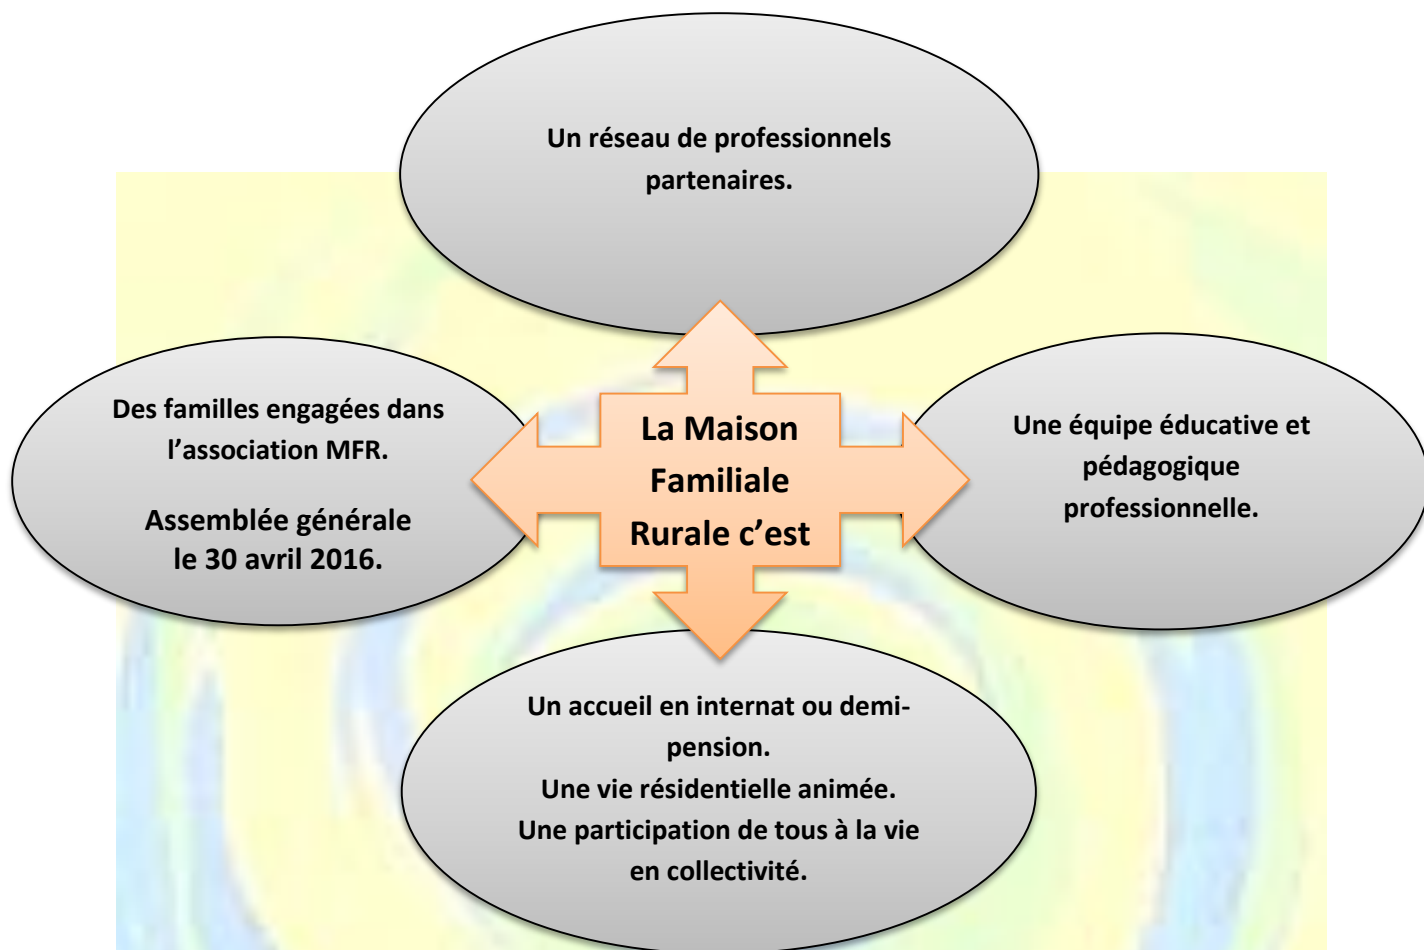 Un réseau de professionnels
partenaires.
Des familles engagées dans
l’association MFR.
Assemblée générale
le 30 avril 2016.
La Maison
Familiale
Rurale c’est
Une équipe éducative et
pédagogique
professionnelle.
Un accueil en internat ou demi-
pension.
Une vie résidentielle animée.
Une participation de tous à la vie
en collectivité.